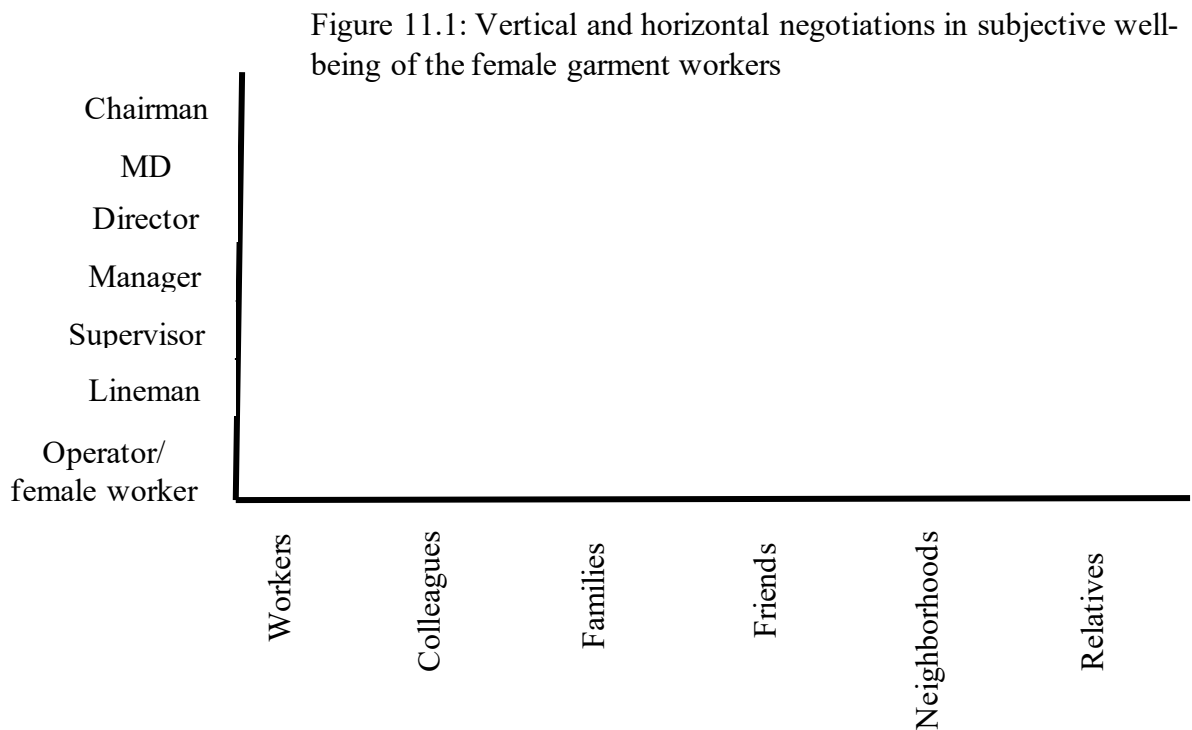 Figure 11.1: Vertical and horizontal negotiations in subjective well-
being of the female garment workers
Chairman
MD
Director
Manager
Supervisor
Lineman
Operator/
female worker
Workers
Colleagues
Families
Friends
Neighborhoods
Relatives